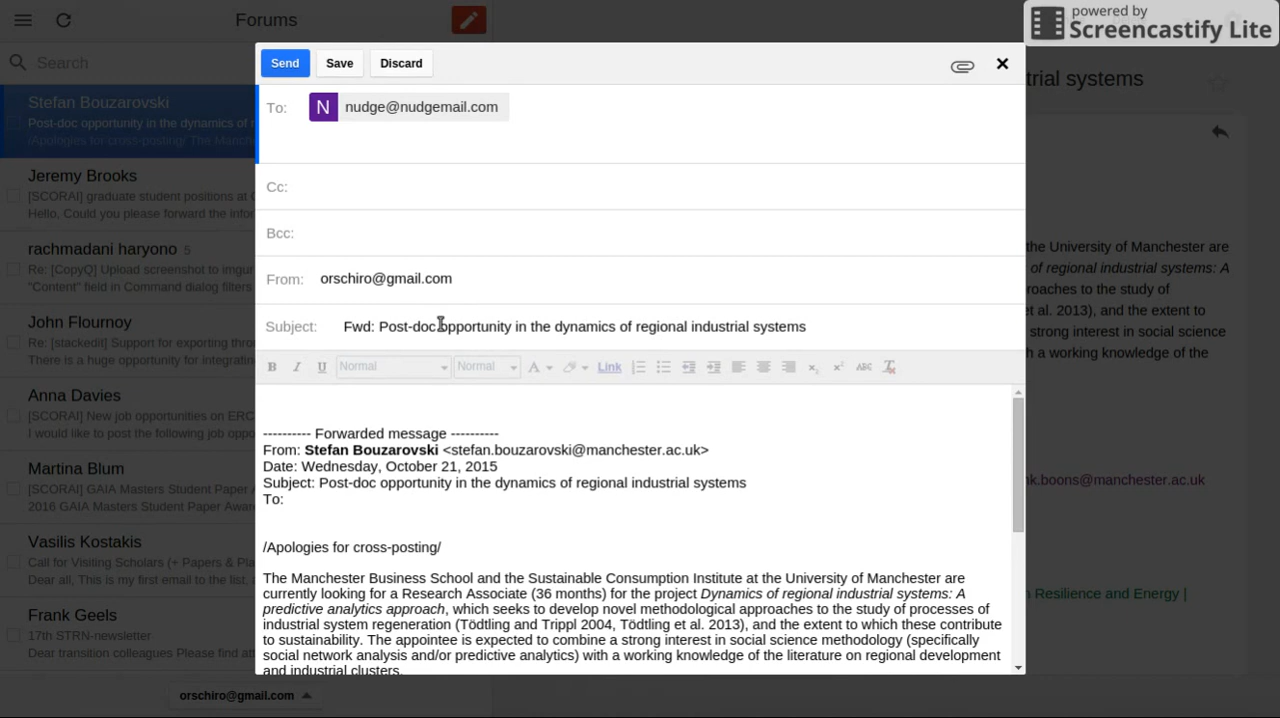 Forums
powered by
Screencastify Lite
Search
Send
Save
Discard
Stefan Bouzarovski
Post-doc opportunity in the dynamics of r
/Apologies for cross-posting/ The Manche
Jeremy Brooks
[SCORAI] graduate student positions at C
Hello, Could you please forward the infor
rachmadani haryono 5
Re: [CopyQ] Upload screenshot to imgur
"Content" field in Command dialog filters
John Flournoy
Re: [stackedit] Support for exporting throu
There is a huge opportunity for integrating
Anna Davies
[SCORAI] New job opportunities on ERC
I would like to post the following job oppo
Martina Blum
[SCORAI] GAIA Masters Student Paper A
2016 GAIA Masters Student Paper Award
Vasilis Kostakis
Call for Visiting Scholars (+ Papers & Pl
Dear all, This is my first email to the list, a
Frank Geels
17th STRN-newsletter
Dear transition colleagues Please find att
orschiro@gmail.com
To: N nudge@nudgemail.com
Cc:
Bcc:
From: orschiro@gmail.com
Subject: Fwd: Post-doc opportunity in the dynamics of regional industrial systems
B I U Normal Normal A Link ABC
---------- Forwarded message ----------
From: Stefan Bouzarovski <stefan.bouzarovski@manchester.ac.uk>
Date: Wednesday, October 21, 2015
Subject: Post-doc opportunity in the dynamics of regional industrial systems
To:
/Apologies for cross-posting/
The Manchester Business School and the Sustainable Consumption Institute at the University of Manchester are
currently looking for a Research Associate (36 months) for the project Dynamics of regional industrial systems: A
predictive analytics approach, which seeks to develop novel methodological approaches to the study of processes of
industrial system regeneration (Tödtling and Trippl 2004, Tödtling et al. 2013), and the extent to which these contribute
to sustainability. The appointee is expected to combine a strong interest in social science methodology (specifically
social network analysis and/or predictive analytics) with a working knowledge of the literature on regional development
and industrial clusters.
trial systems
the University of Manchester are
of regional industrial systems: A
roaches to the study of
et al. 2013), and the extent to
strong interest in social science
h a working knowledge of the
nk.boons@manchester.ac.uk
n Resilience and Energy |